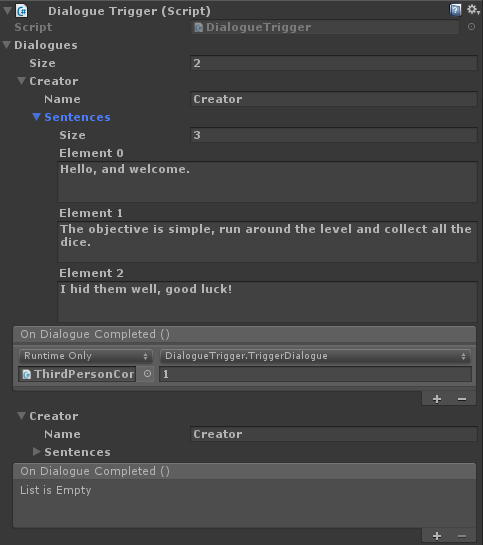 Dialogue Trigger (Script)
Script DialogueTrigger
Dialogues
Size 2
Creator
Name Creator
Sentences
Size 3
Element 0
Hello, and welcome.
Element 1
The objective is simple, run around the level and collect all the
dice.
Element 2
I hid them well, good luck!
On Dialogue Completed ()
Runtime Only DialogueTrigger.TriggerDialogue
ThirdPersonCor 1
Creator
Name Creator
Sentences
On Dialogue Completed ()
List is Empty